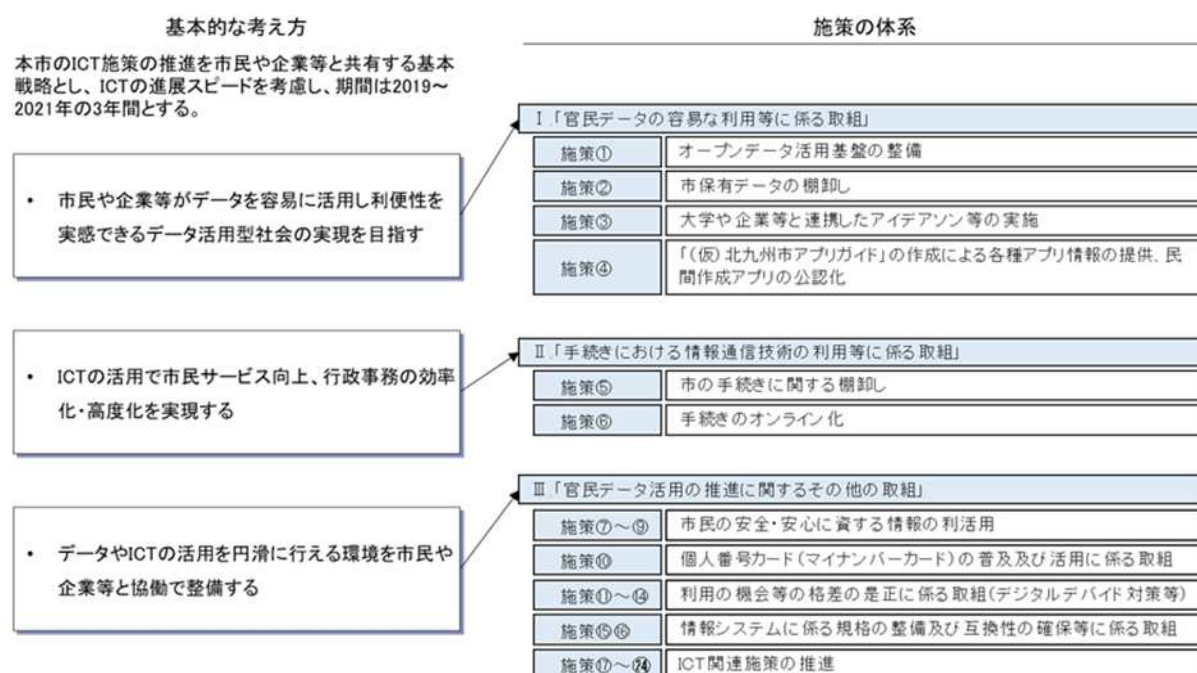 基本的な考え方
本市のICT施策の推進を市民や企業等と共有する基本
戦略とし、ICTの進展スピードを考慮し、期間は2019～
2021年の3年間とする。
• 市民や企業等がデータを容易に活用し利便性を
実感できるデータ活用型社会の実現を目指す
• ICTの活用で市民サービス向上、行政事務の効率
化・高度化を実現する
• データやICTの活用を円滑に行える環境を市民や
企業等と協働で整備する
施策の体系
Ⅰ.「官民データの容易な利用等に係る取組」
施策① オープンデータ活用基盤の整備
施策② 市保有データの棚卸し
施策③ 大学や企業等と連携したアイデアソン等の実施
施策④ 「(仮)北九州市アプリガイド」の作成による各種アプリ情報の提供、民
間作成アプリの公認化
Ⅱ.「手続きにおける情報通信技術の利用等に係る取組」
施策⑤ 市の手続きに関する棚卸し
施策⑥ 手続きのオンライン化
Ⅲ.「官民データ活用の推進に関するその他の取組」
施策⑦～⑨ 市民の安全・安心に資する情報の利活用
施策⑩ 個人番号カード(マイナンバーカード)の普及及び活用に係る取組
施策⑪～⑭ 利用の機会等の格差の是正に係る取組(デジタルデバイド対策等)
施策⑮⑯ 情報システムに係る規格の整備及び互換性の確保等に係る取組
施策⑰～㉔ ICT関連施策の推進